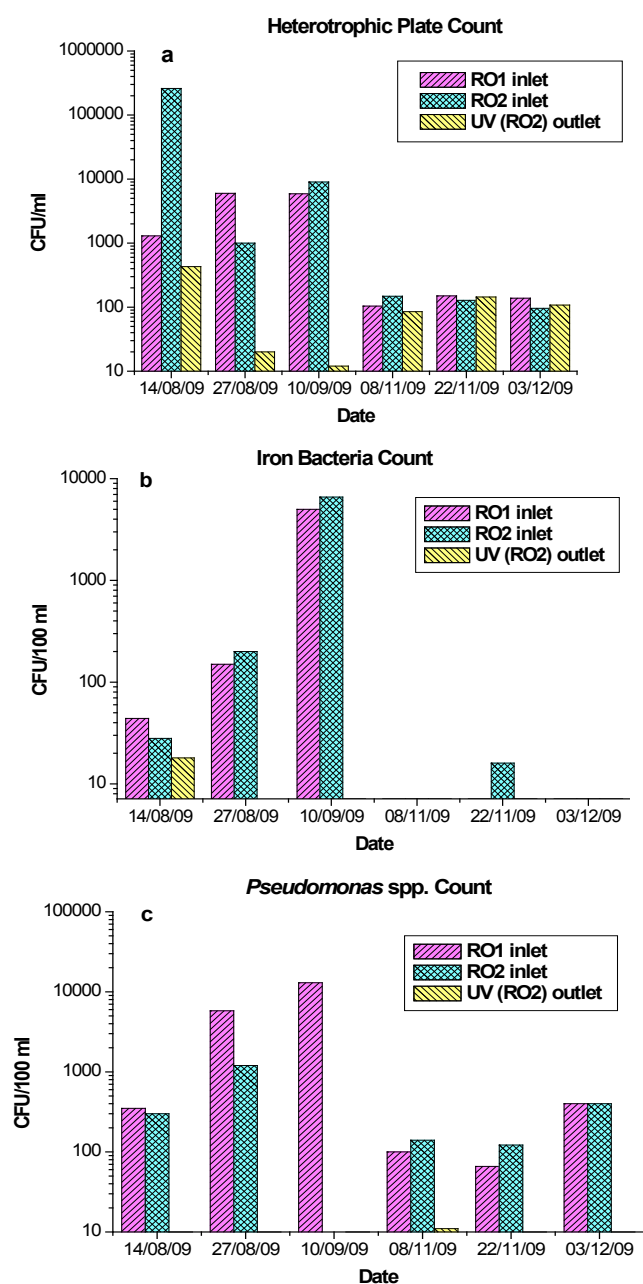 Heterotrophic Plate Count
a
1000000
100000
10000
1000
100
10
CFU/ml
RO1 inlet
RO2 inlet
UV (RO2) outlet
14/08/09 27/08/09 10/09/09 08/11/09 22/11/09 03/12/09
Date
Iron Bacteria Count
b
10000
1000
100
10
CFU/100 ml
RO1 inlet
RO2 inlet
UV (RO2) outlet
14/08/09 27/08/09 10/09/09 08/11/09 22/11/09 03/12/09
Date
Pseudomonas spp. Count
c
100000
10000
1000
100
10
CFU/100 ml
RO1 inlet
RO2 inlet
UV (RO2) outlet
14/08/09 27/08/09 10/09/09 08/11/09 22/11/09 03/12/09
Date